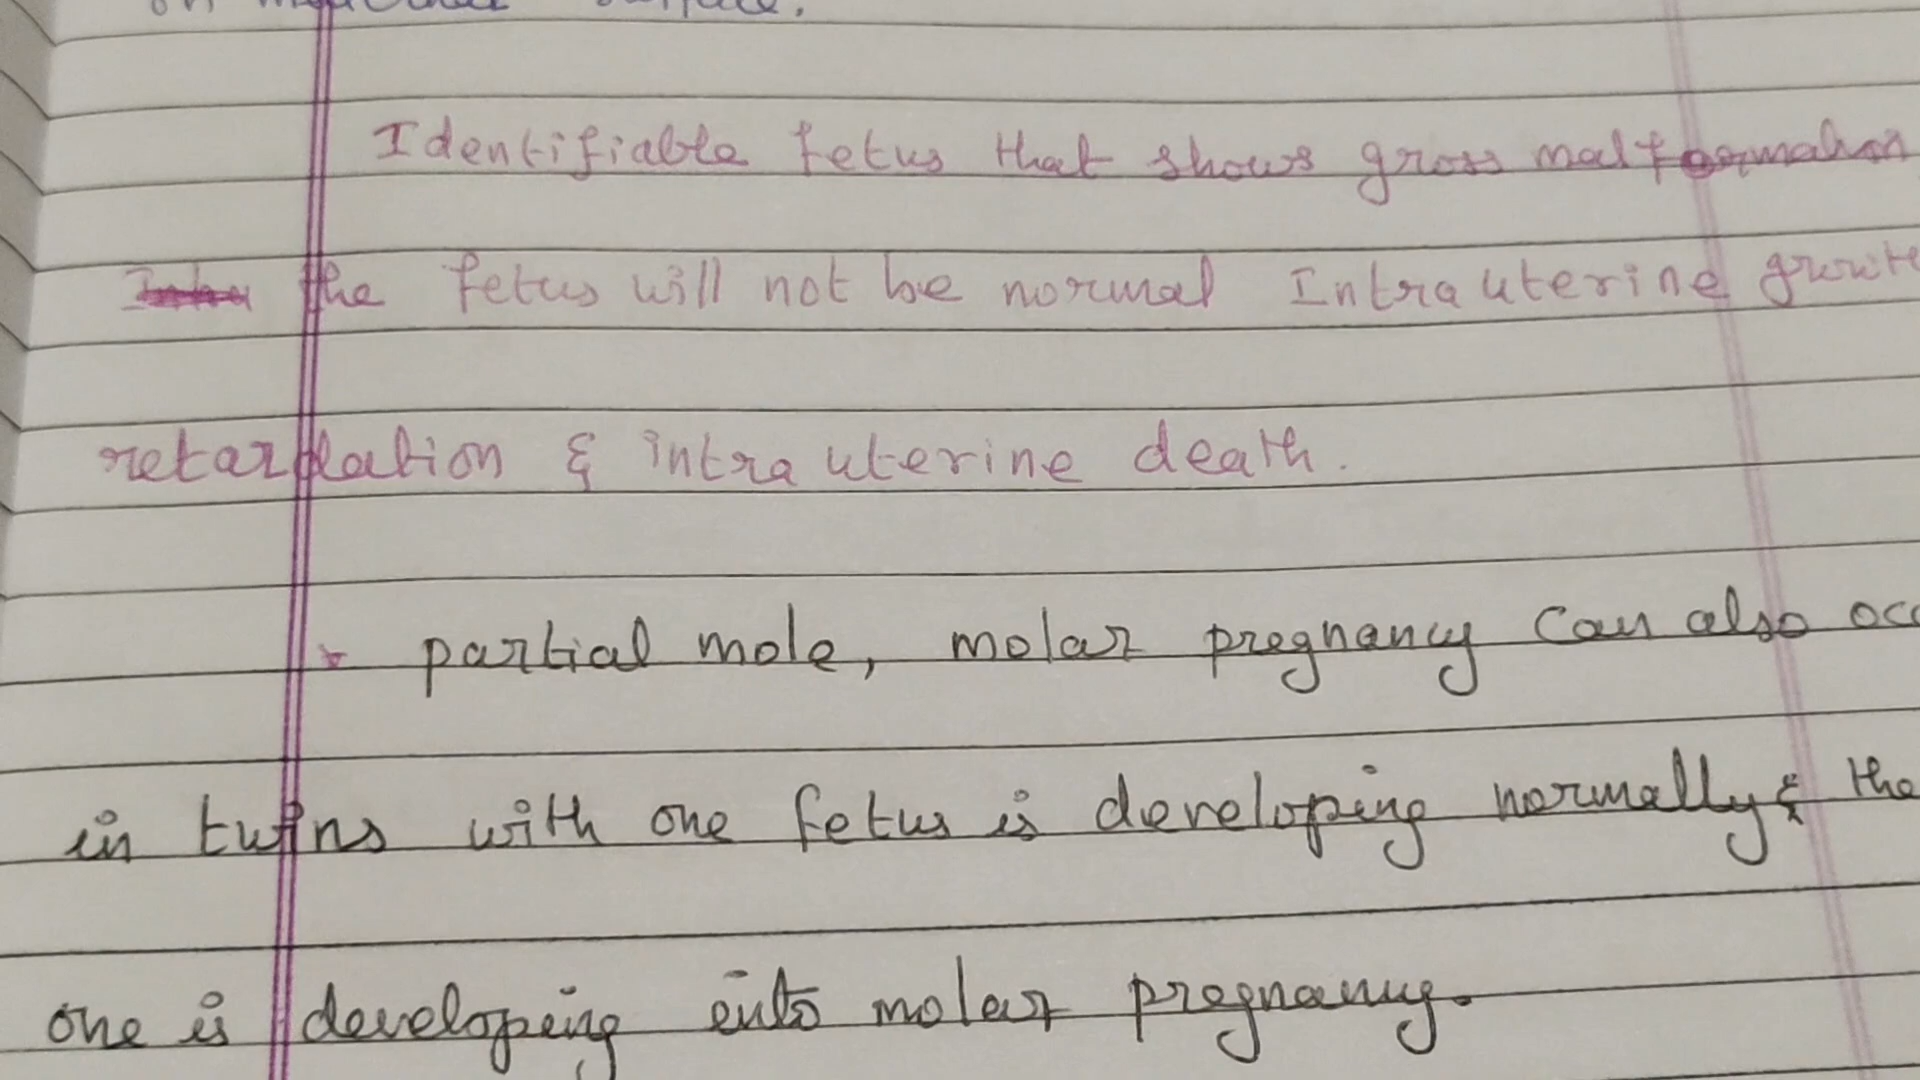 surface.
Identifiable fetus that shows gross malformation
the fetus will not be normal Intrauterine
retardation & intrauterine death.
partial mole, molar pregnancy can also
in twins with one fetus is developing normally & the
one is developing into molar pregnancy.